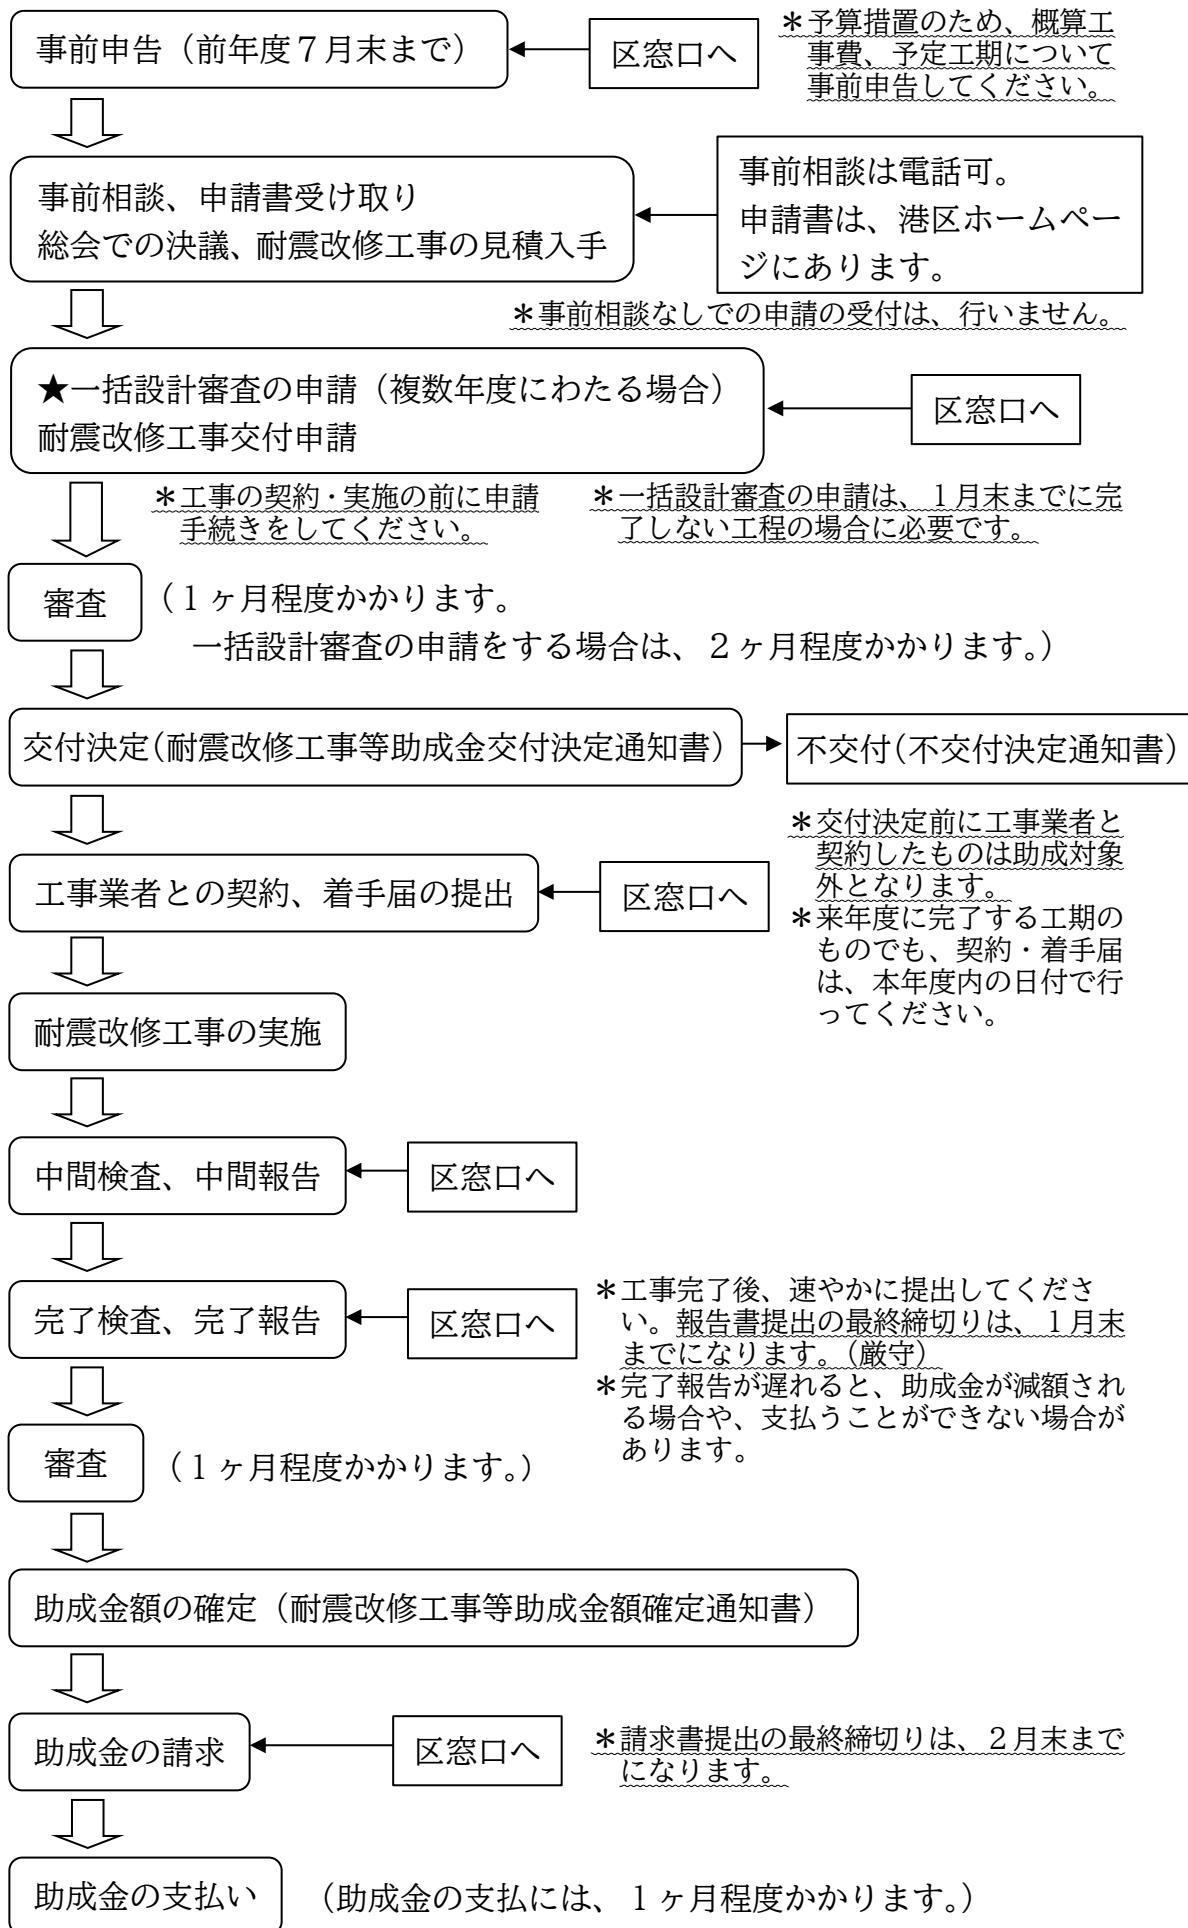 事前申告（前年度７月末まで）
区窓口へ
＊予算措置のため、概算工
事費、予定工期について
事前申告してください。
事前相談、申請書受け取り
総会での決議、耐震改修工事の見積入手
事前相談は電話可。
申請書は、港区ホームペー
ジにあります。
＊事前相談なしでの申請の受付は、行いません。
★一括設計審査の申請（複数年度にわたる場合）
耐震改修工事交付申請
区窓口へ
＊工事の契約・実施の前に申請
手続きをしてください。
＊一括設計審査の申請は、１月末までに完
了しない工程の場合に必要です。
審査
（１ヶ月程度かかります。
一括設計審査の申請をする場合は、２ヶ月程度かかります。）
交付決定（耐震改修工事等助成金交付決定通知書）
不交付（不交付決定通知書）
＊交付決定前に工事業者と
契約したものは助成対象
外となります。
＊来年度に完了する工期の
ものでも、契約・着手届
は、本年度内の日付で行
ってください。
工事業者との契約、着手届の提出
区窓口へ
耐震改修工事の実施
中間検査、中間報告
区窓口へ
完了検査、完了報告
区窓口へ
＊工事完了後、速やかに提出してくださ
い。報告書提出の最終締切りは、１月末
までになります。（厳守）
＊完了報告が遅れると、助成金が減額され
る場合や、支払うことができない場合が
あります。
審査
（１ヶ月程度かかります。）
助成金額の確定（耐震改修工事等助成金額確定通知書）
助成金の請求
区窓口へ
＊請求書提出の最終締切りは、２月末まで
になります。
助成金の支払い
（助成金の支払には、１ヶ月程度かかります。）